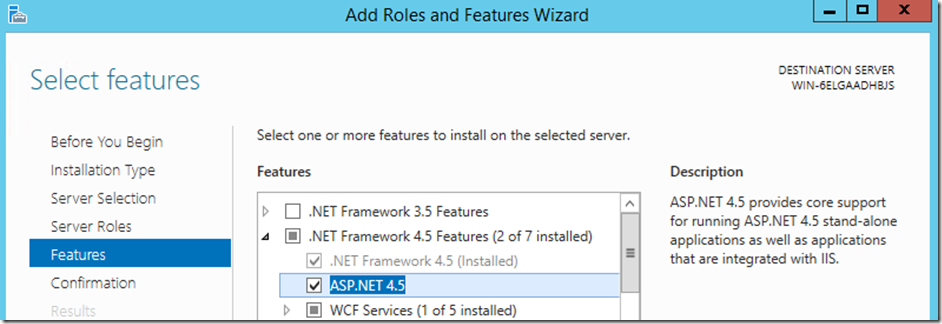 Add Roles and Features Wizard
Select features
DESTINATION SERVER
WIN-6ELGAADHBJS
Before You Begin
Installation Type
Server Selection
Server Roles
Features
Confirmation
Results
Select one or more features to install on the selected server.
Features
.NET Framework 3.5 Features
.NET Framework 4.5 Features (2 of 7 installed)
.NET Framework 4.5 (Installed)
ASP.NET 4.5
WCF Services (1 of 5 installed)
Description
ASP.NET 4.5 provides core support
for running ASP.NET 4.5 stand-alone
applications as well as applications
that are integrated with IIS.